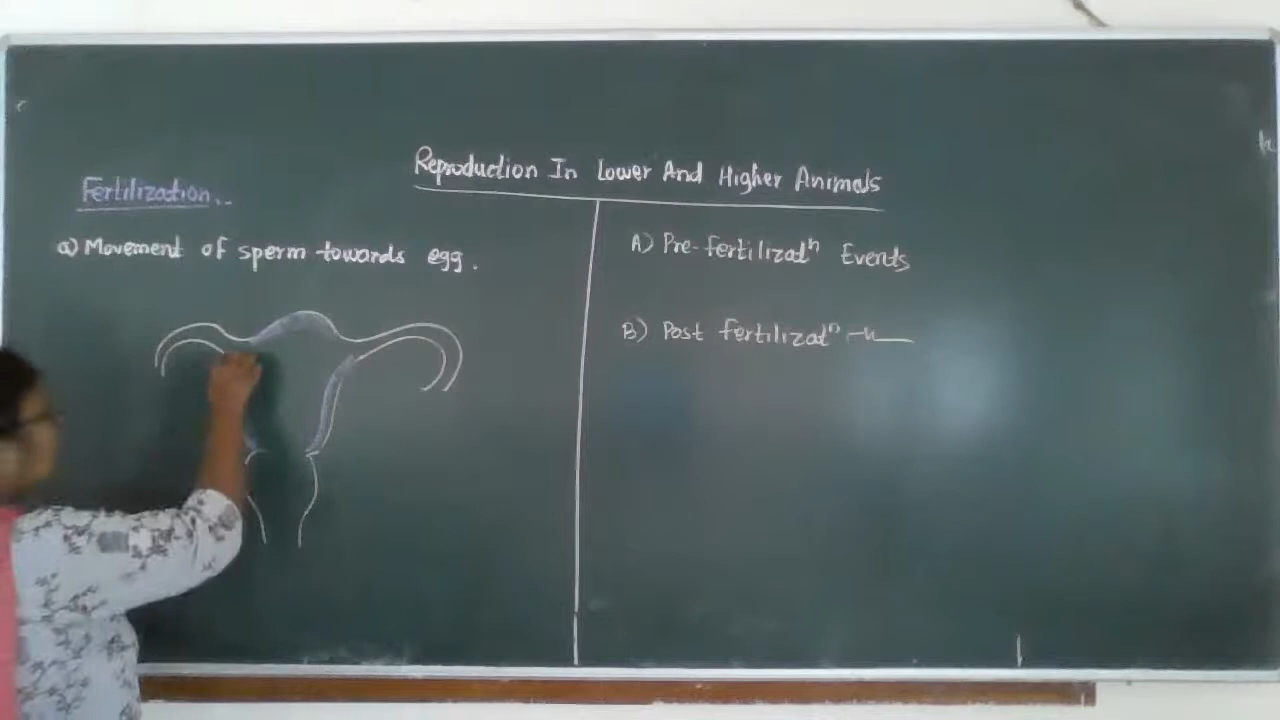 Reproduction In Lower And Higher Animals
Fertilization..
a) Movement of sperm towards egg.
A) Pre-fertilizatⁿ Events
B) Post fertilizatⁿ —"—